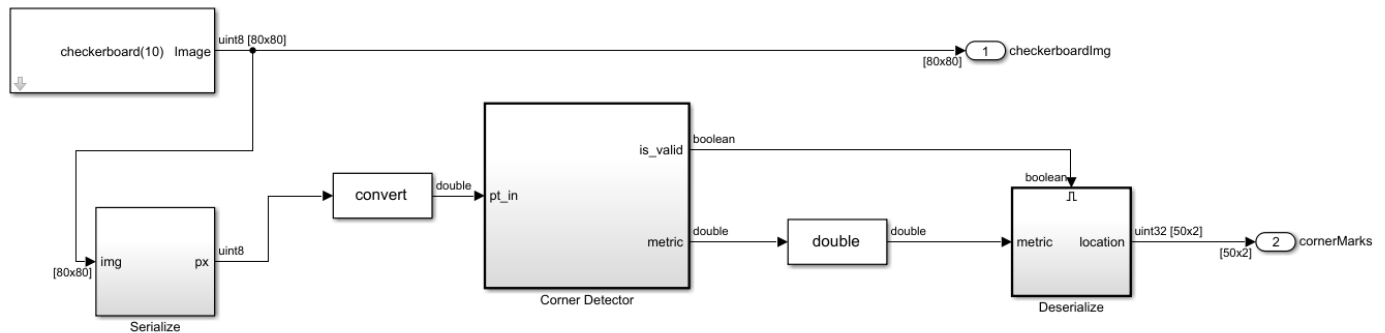 checkerboard(10) Image
uint8 [80x80]
[80x80]
1
checkerboardImg
is_valid
boolean
boolean
convert
double
pt_in
metric
double
double
double
Corner Detector
[80x80]
img
px
uint8
Serialize
metric
location
uint32 [50x2]
[50x2]
2
cornerMarks
Deserialize